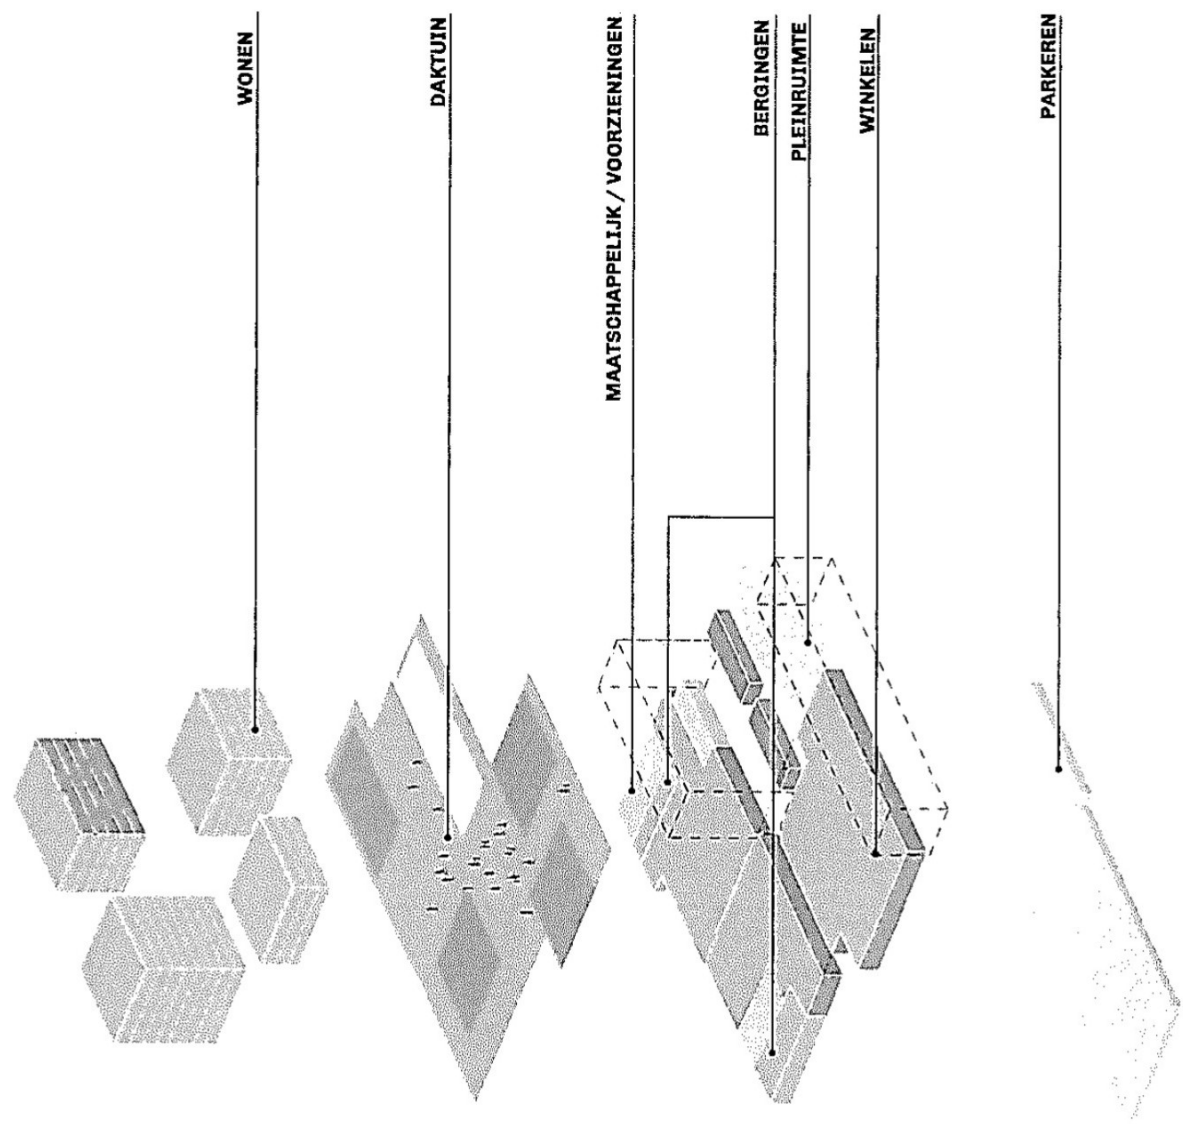 WONEN
DAKTUIN
MAATSCHAPPELIJK / VOORZIENINGEN
BERGINGEN
PLEINRUIMTE
WINKELEN
PARKEREN